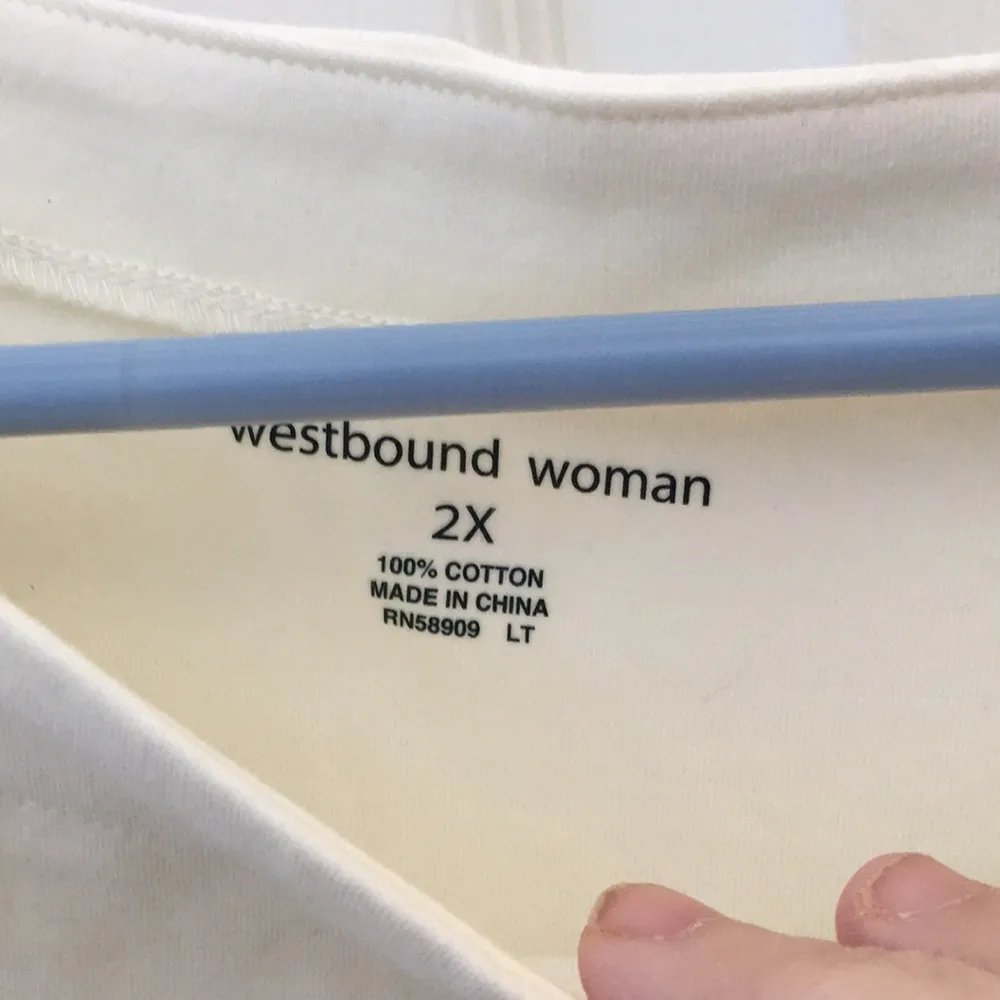 westbound woman
2X
100% COTTON
MADE IN CHINA
RN58909 LT